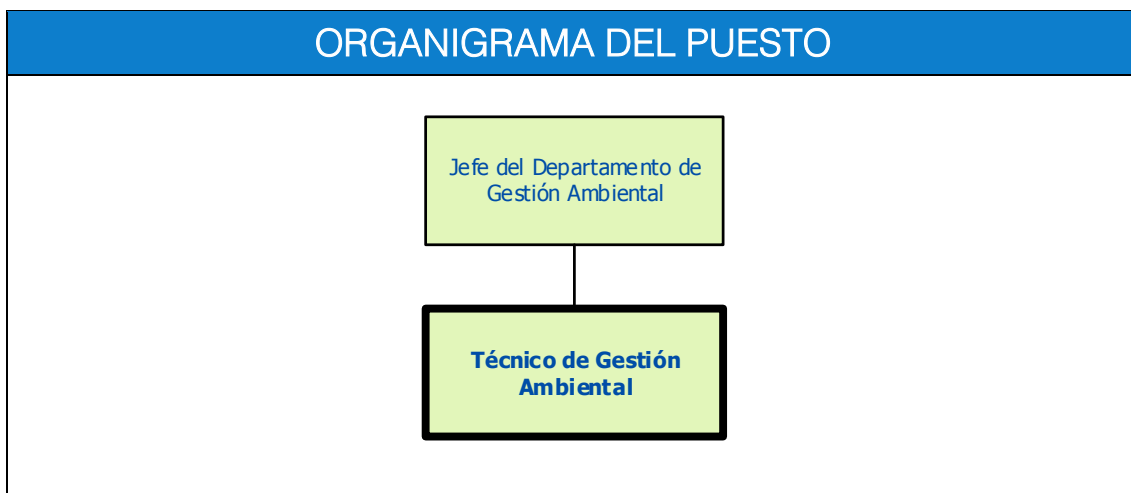 ORGANIGRAMA DEL PUESTO
Jefe del Departamento de
Gestión Ambiental
Técnico de Gestión
Ambiental